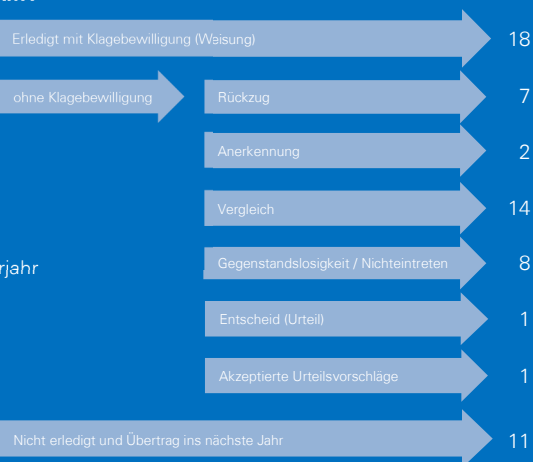 Erledigt mit Klagebewilligung (Weisung) 18
ohne Klagebewilligung Rückzug 7
Anerkennung 2
Vergleich 14
rjahr
Gegenstandslosigkeit / Nichteintreten 8
Entscheid (Urteil) 1
Akzeptierte Urteilsvorschläge 1
Nicht erledigt und Übertrag ins nächste Jahr 11